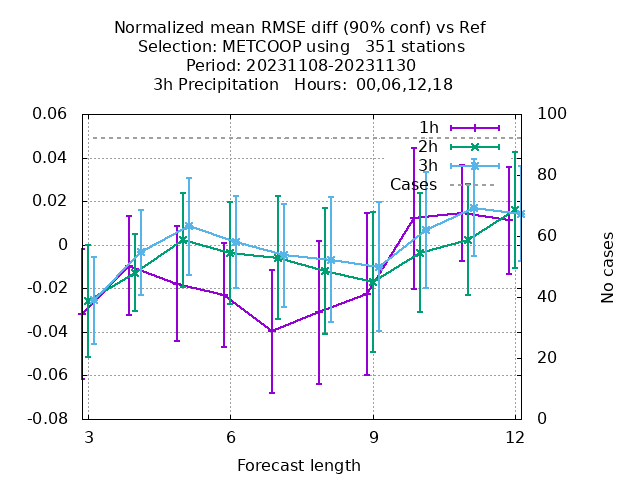 Normalized mean RMSE diff (90% conf) vs Ref
Selection: METCOOP using   351 stations
Period: 20231108-20231130
3h Precipitation   Hours:  00,06,12,18
0.06
0.04
0.02
0
-0.02
-0.04
-0.06
-0.08
100
80
60
40
20
0
1h
2h
3h
Cases
No cases
3
6
9
12
Forecast length